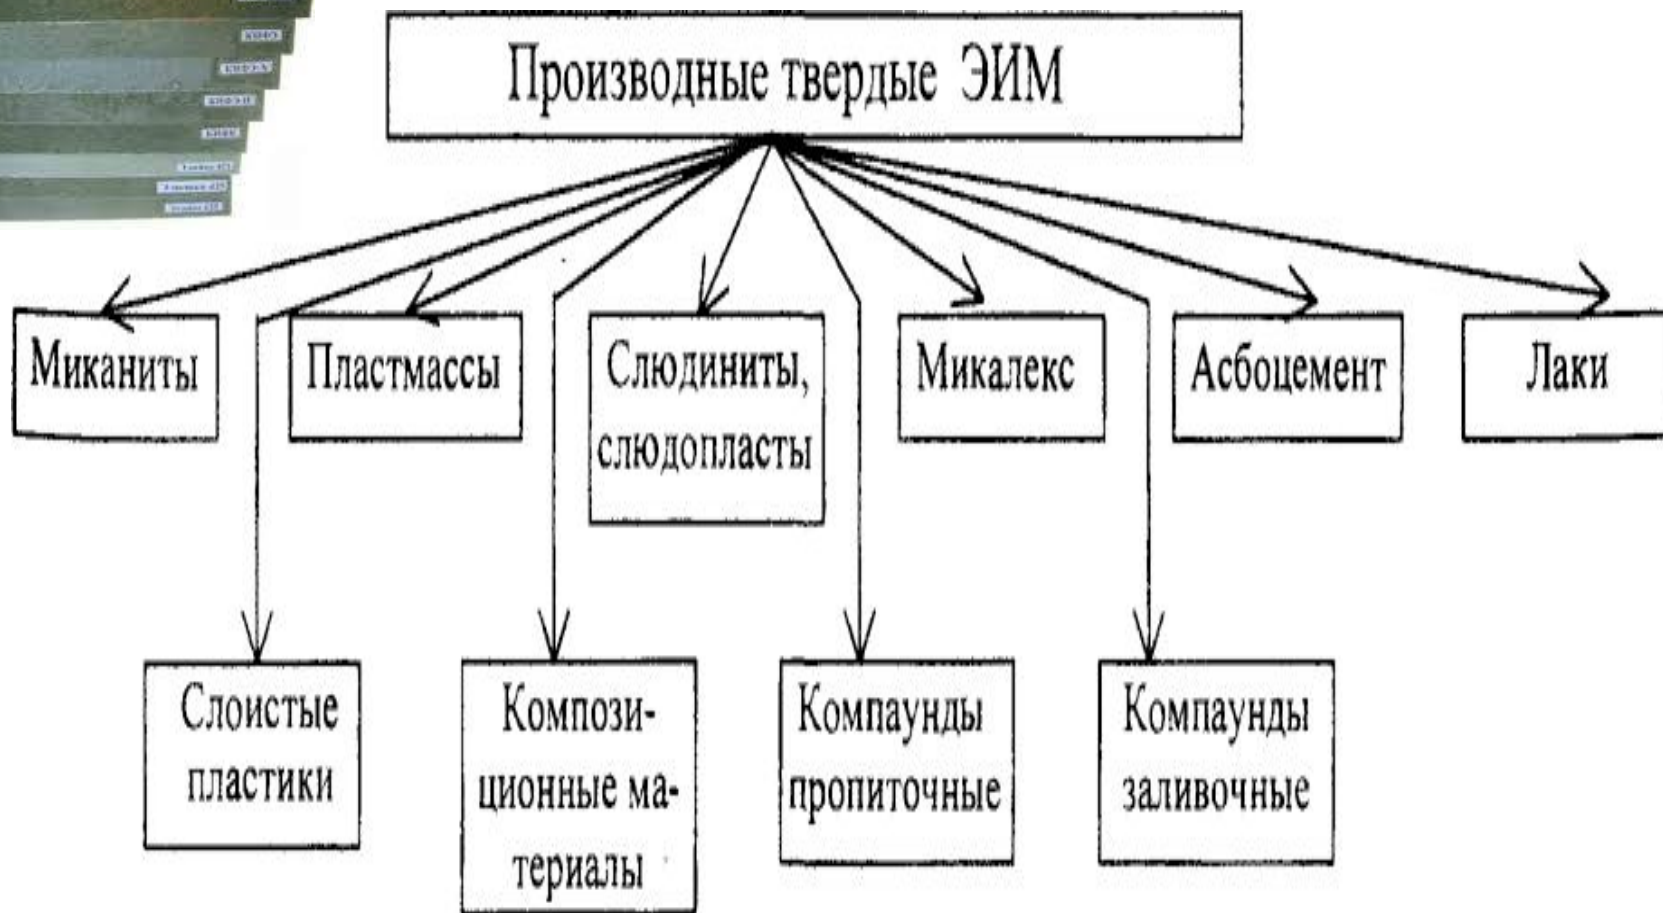 Производные твердые ЭИМ
Миканиты
Пластмассы
Слюдиниты,
слюдопласты
Микалекс
Асбоцемент
Лаки
Слоистые
пластики
Компози-
ционные ма-
териалы
Компаунды
пропиточные
Компаунды
заливочные